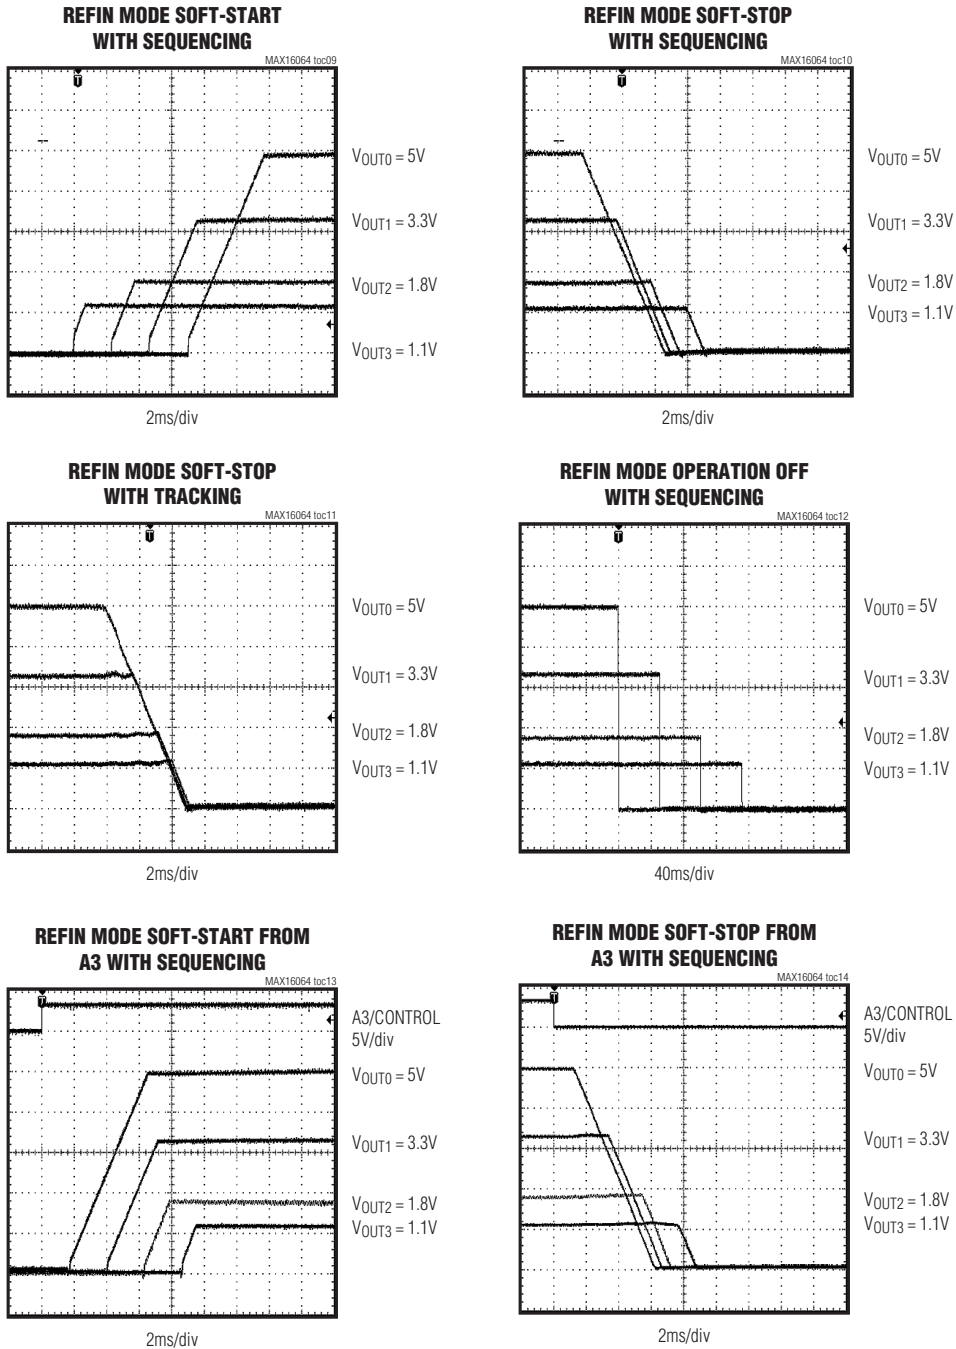 REFIN MODE SOFT-START
WITH SEQUENCING
MAX16064 toc09
T
VOUT0 = 5V
VOUT1 = 3.3V
VOUT2 = 1.8V
VOUT3 = 1.1V
2ms/div
REFIN MODE SOFT-STOP
WITH SEQUENCING
MAX16064 toc10
T
VOUT0 = 5V
VOUT1 = 3.3V
VOUT2 = 1.8V
VOUT3 = 1.1V
2ms/div
REFIN MODE SOFT-STOP
WITH TRACKING
MAX16064 toc11
T
VOUT0 = 5V
VOUT1 = 3.3V
VOUT2 = 1.8V
VOUT3 = 1.1V
2ms/div
REFIN MODE OPERATION OFF
WITH SEQUENCING
MAX16064 toc12
T
VOUT0 = 5V
VOUT1 = 3.3V
VOUT2 = 1.8V
VOUT3 = 1.1V
40ms/div
REFIN MODE SOFT-START FROM
A3 WITH SEQUENCING
MAX16064 toc13
T
A3/CONTROL
5V/div
VOUT0 = 5V
VOUT1 = 3.3V
VOUT2 = 1.8V
VOUT3 = 1.1V
2ms/div
REFIN MODE SOFT-STOP FROM
A3 WITH SEQUENCING
MAX16064 toc14
T
A3/CONTROL
5V/div
VOUT0 = 5V
VOUT1 = 3.3V
VOUT2 = 1.8V
VOUT3 = 1.1V
2ms/div